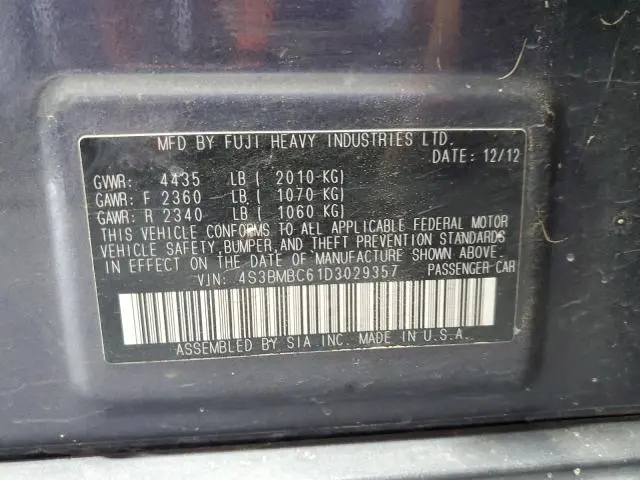 MFD BY FUJI HEAVY INDUSTRIES LTD.
DATE: 12/12
GVWR: 4435 LB ( 2010 KG)
GAWR: F 2360 LB ( 1070 KG)
GAWR: R 2340 LB ( 1060 KG)
THIS VEHICLE CONFORMS TO ALL APPLICABLE FEDERAL MOTOR
VEHICLE SAFETY, BUMPER, AND THEFT PREVENTION STANDARDS
IN EFFECT ON THE DATE OF MANUFACTURE SHOWN ABOVE.
VIN: 4S3BMBC61D3029357 PASSENGER CAR
ASSEMBLED BY SIA INC. MADE IN U.S.A.